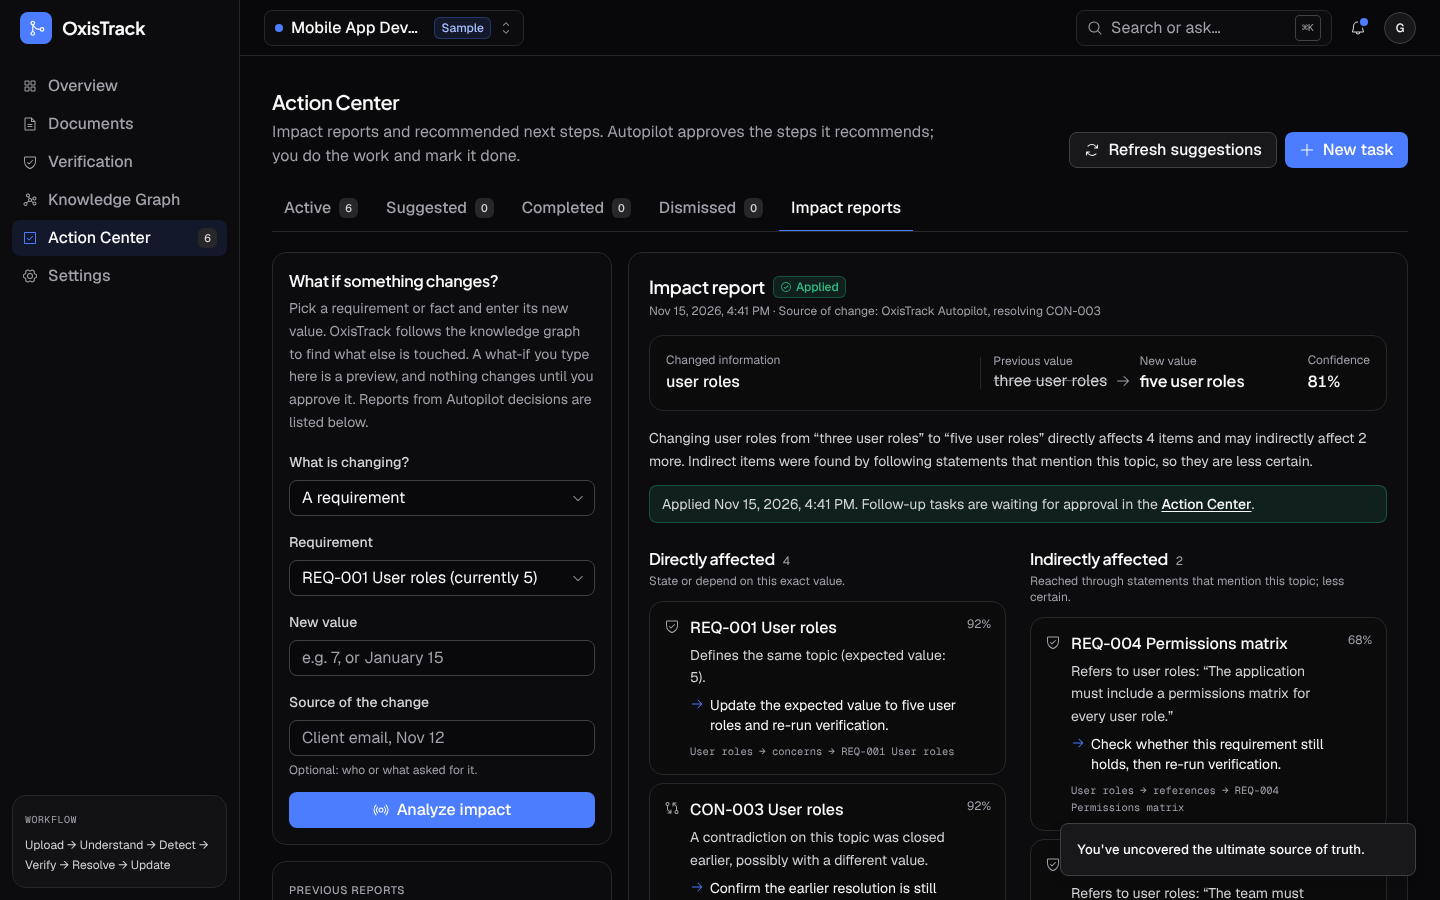 OxisTrack
Mobile App Dev...
Sample
Search or ask...
⌘K
G
Overview
Documents
Verification
Knowledge Graph
Action Center
6
Settings
WORKFLOW
Upload → Understand → Detect →
Verify → Resolve → Update
Action Center
Impact reports and recommended next steps. Autopilot approves the steps it recommends;
you do the work and mark it done.
Refresh suggestions
New task
Active 6
Suggested 0
Completed 0
Dismissed 0
Impact reports
What if something changes?
Pick a requirement or fact and enter its new
value. OxisTrack follows the knowledge graph
to find what else is touched. A what-if you type
here is a preview, and nothing changes until you
approve it. Reports from Autopilot decisions are
listed below.
What is changing?
A requirement
Requirement
REQ-001 User roles (currently 5)
New value
e.g. 7, or January 15
Source of the change
Client email, Nov 12
Optional: who or what asked for it.
Analyze impact
PREVIOUS REPORTS
Impact report
Applied
Nov 15, 2026, 4:41 PM · Source of change: OxisTrack Autopilot, resolving CON-003
Changed information
user roles
Previous value
three user roles →
New value
five user roles
Confidence
81%
Changing user roles from “three user roles” to “five user roles” directly affects 4 items and may indirectly affect 2
more. Indirect items were found by following statements that mention this topic, so they are less certain.
Applied Nov 15, 2026, 4:41 PM. Follow-up tasks are waiting for approval in the Action Center.
Directly affected 4
State or depend on this exact value.
REQ-001 User roles
92%
Defines the same topic (expected value:
5).
→ Update the expected value to five user
roles and re-run verification.
User roles → concerns → REQ-001 User roles
CON-003 User roles
92%
A contradiction on this topic was closed
earlier, possibly with a different value.
→ Confirm the earlier resolution is still
Indirectly affected 2
Reached through statements that mention this topic; less
certain.
REQ-004 Permissions matrix
68%
Refers to user roles: “The application
must include a permissions matrix for
every user role.”
→ Check whether this requirement still
holds, then re-run verification.
User roles → references → REQ-004
Permissions matrix
Refers to user roles: “The team must
You've uncovered the ultimate source of truth.